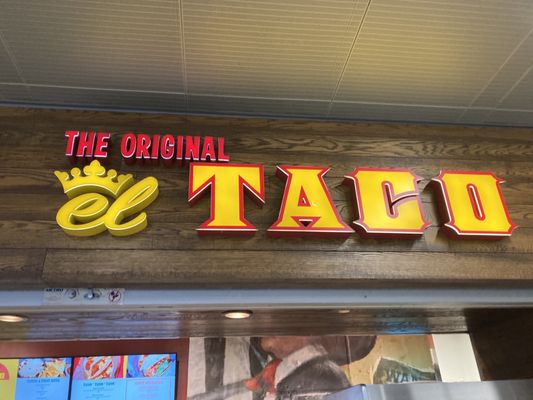 THE ORIGINAL
el TACO